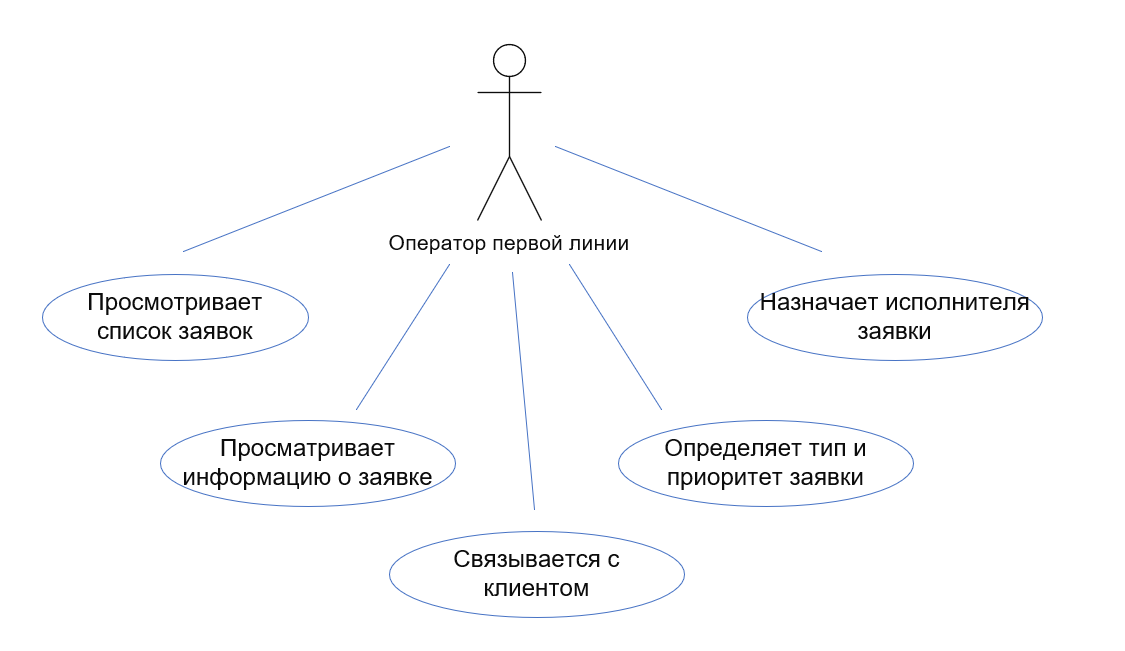 Оператор первой линии
Просмотривает
список заявок
Назначает исполнителя
заявки
Просматривает
информацию о заявке
Определяет тип и
приоритет заявки
Связывается с
клиентом